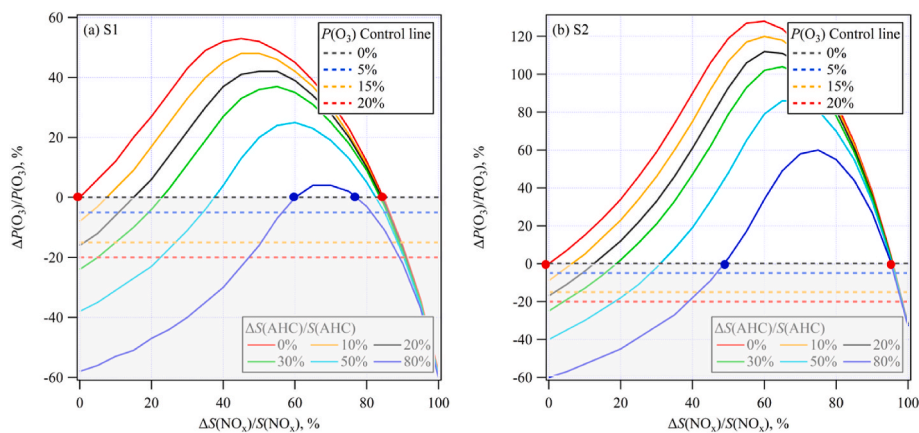 (a) S1
P(O₃) Control line
0%
5%
15%
20%
60
40
20
0
-20
-40
-60
ΔP(O₃)/P(O₃), %
ΔS(AHC)/S(AHC)
0% 10% 20%
30% 50% 80%
0 20 40 60 80 100
ΔS(NOₓ)/S(NOₓ), %
(b) S2
P(O₃) Control line
0%
5%
15%
20%
120
100
80
60
40
20
0
-20
-40
-60
ΔP(O₃)/P(O₃), %
ΔS(AHC)/S(AHC)
0% 10% 20%
30% 50% 80%
0 20 40 60 80 100
ΔS(NOₓ)/S(NOₓ), %